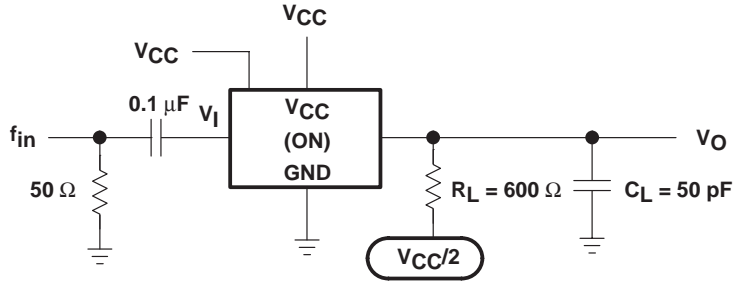 VCC
VCC
0.1 μF
VI
fin
VCC
(ON)
GND
VO
50 Ω
RL = 600 Ω
CL = 50 pF
VCC/2